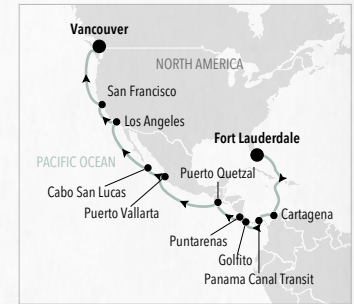 Vancouver
NORTH AMERICA
San Francisco
Los Angeles
Fort Lauderdale
PACIFIC OCEAN
Puerto Quetzal
Cabo San Lucas
Puerto Vallarta
Cartagena
Puntarenas
Golfito
Panama Canal Transit